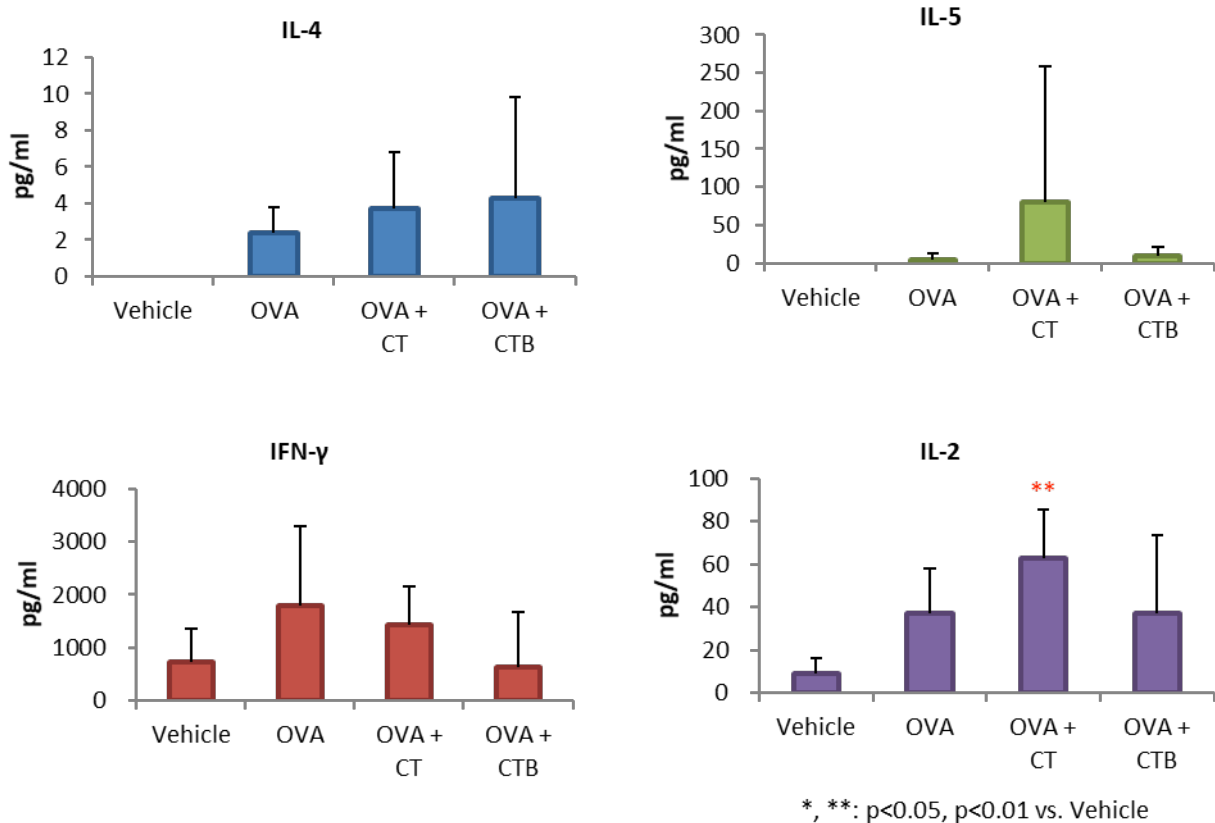 IL-4
pg/ml
12
10
8
6
4
2
0
Vehicle OVA OVA + CT OVA + CTB
IL-5
pg/ml
300
250
200
150
100
50
0
Vehicle OVA OVA + CT OVA + CTB
IFN-γ
pg/ml
4000
3000
2000
1000
0
Vehicle OVA OVA + CT OVA + CTB
IL-2
pg/ml
100
80
60
40
20
0
**
Vehicle OVA OVA + CT OVA + CTB
*, **: p<0.05, p<0.01 vs. Vehicle